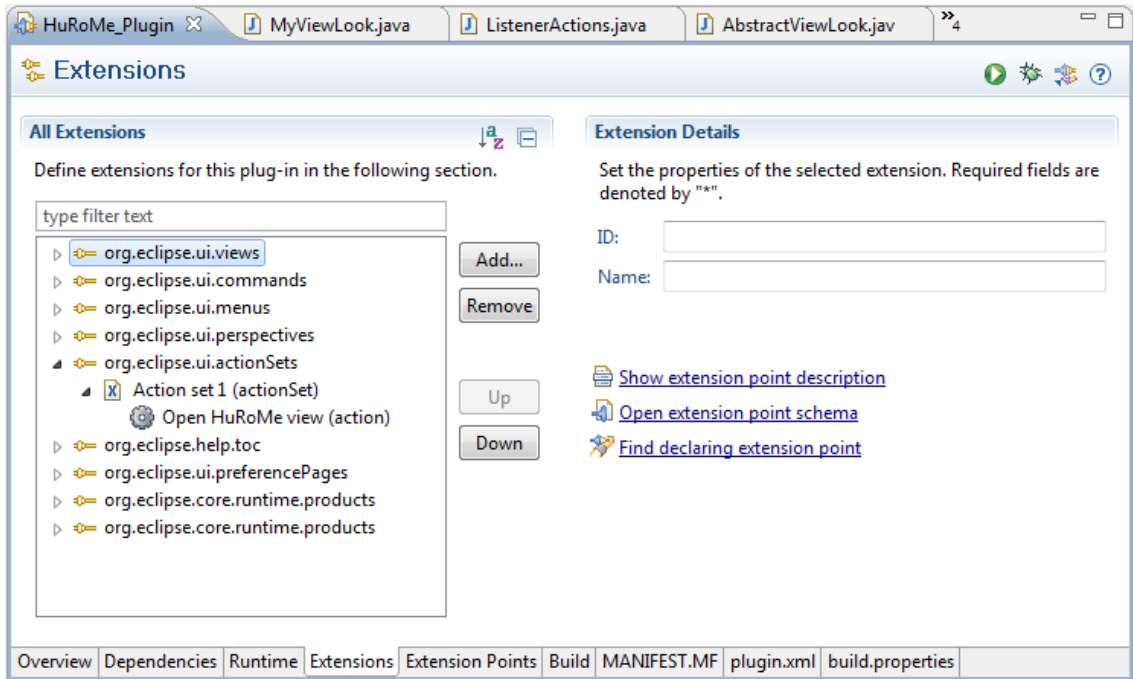 HuRoMe_Plugin MyViewLook.java ListenerActions.java AbstractViewLook.jav »4
Extensions
All Extensions
Define extensions for this plug-in in the following section.
type filter text
org.eclipse.ui.views
org.eclipse.ui.commands
org.eclipse.ui.menus
org.eclipse.ui.perspectives
org.eclipse.ui.actionSets
Action set 1 (actionSet)
Open HuRoMe view (action)
org.eclipse.help.toc
org.eclipse.ui.preferencePages
org.eclipse.core.runtime.products
org.eclipse.core.runtime.products
Add...
Remove
Up
Down
Extension Details
Set the properties of the selected extension. Required fields are
denoted by "*".
ID:
Name:
Show extension point description
Open extension point schema
Find declaring extension point
Overview Dependencies Runtime Extensions Extension Points Build MANIFEST.MF plugin.xml build.properties